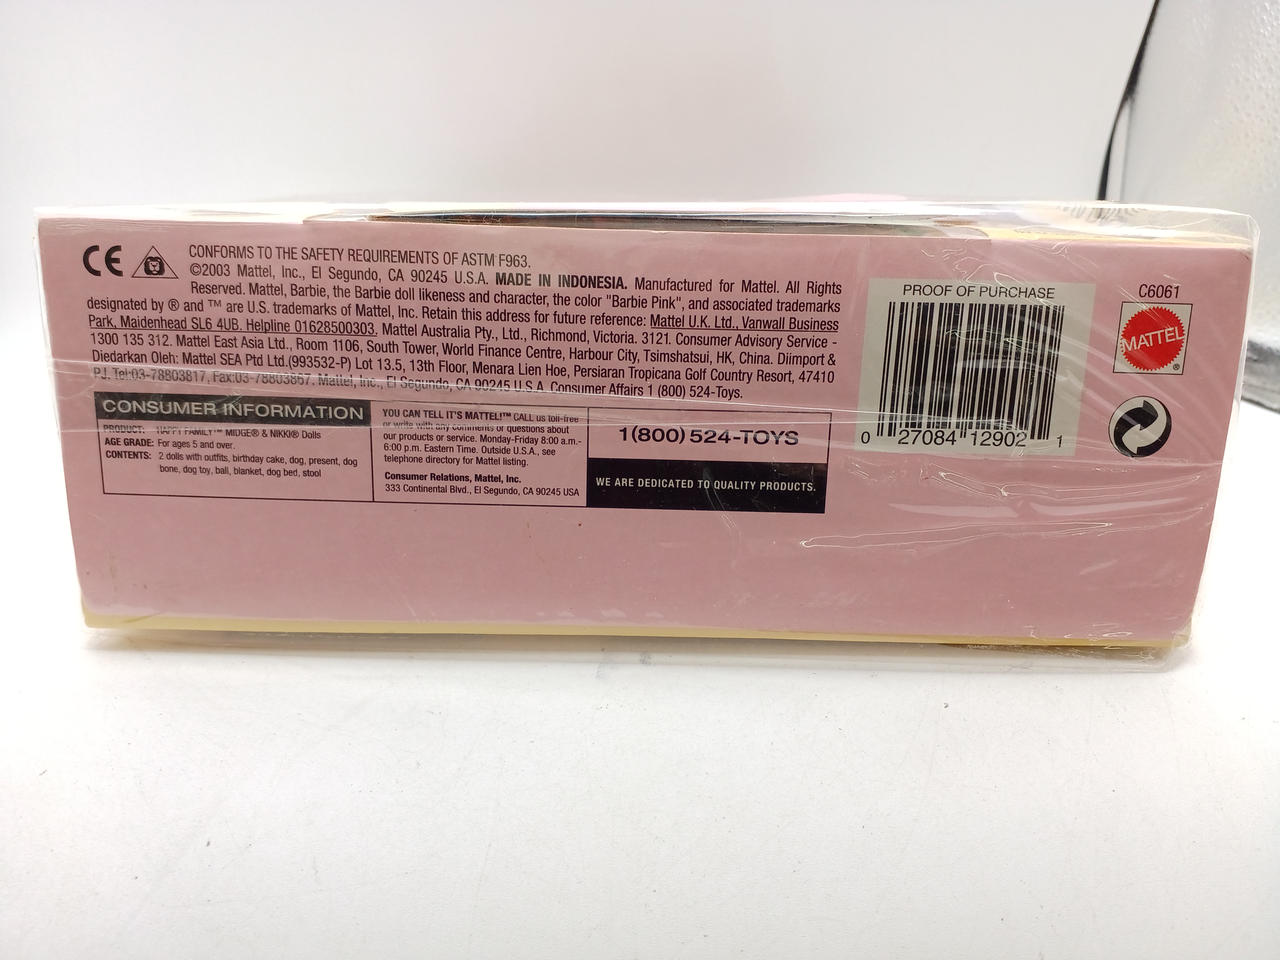 CE
CONFORMS TO THE SAFETY REQUIREMENTS OF ASTM F963.
©2003 Mattel, Inc., El Segundo, CA 90245 U.S.A. MADE IN INDONESIA. Manufactured for Mattel. All Rights
Reserved. Mattel, Barbie, the Barbie doll likeness and character, the color "Barbie Pink", and associated trademarks
designated by ® and ™ are U.S. trademarks of Mattel, Inc. Retain this address for future reference: Mattel U.K. Ltd., Vanwall Business
Park, Maidenhead SL6 4UB. Helpline 01628500303. Mattel Australia Pty., Ltd., Richmond, Victoria. 3121. Consumer Advisory Service -
1300 135 312. Mattel East Asia Ltd., Room 1106, South Tower, World Finance Centre, Harbour City, Tsimshatsui, HK, China. Diimport &
Diedarkan Oleh: Mattel SEA Ptd Ltd.(993532-P) Lot 13.5, 13th Floor, Menara Lien Hoe, Persiaran Tropicana Golf Country Resort, 47410
PJ. Tel:03-78803817, Fax:03-78803867. Mattel, Inc., El Segundo, CA 90245 U.S.A. Consumer Affairs 1 (800) 524-Toys.
CONSUMER INFORMATION
PRODUCT: HAPPY FAMILY™ MIDGE® & NIKKI® Dolls
AGE GRADE: For ages 5 and over.
CONTENTS: 2 dolls with outfits, birthday cake, dog, present, dog
bone, dog toy, ball, blanket, dog bed, stool
YOU CAN TELL IT'S MATTEL!™ CALL us toll-free
or write with any comments or questions about
our products or service. Monday-Friday 8:00 a.m.-
6:00 p.m. Eastern Time. Outside U.S.A., see
telephone directory for Mattel listing.
Consumer Relations, Mattel, Inc.
333 Continental Blvd., El Segundo, CA 90245 USA
1(800) 524-TOYS
WE ARE DEDICATED TO QUALITY PRODUCTS.
PROOF OF PURCHASE
0 27084 12902 1
C6061
MATTEL
®